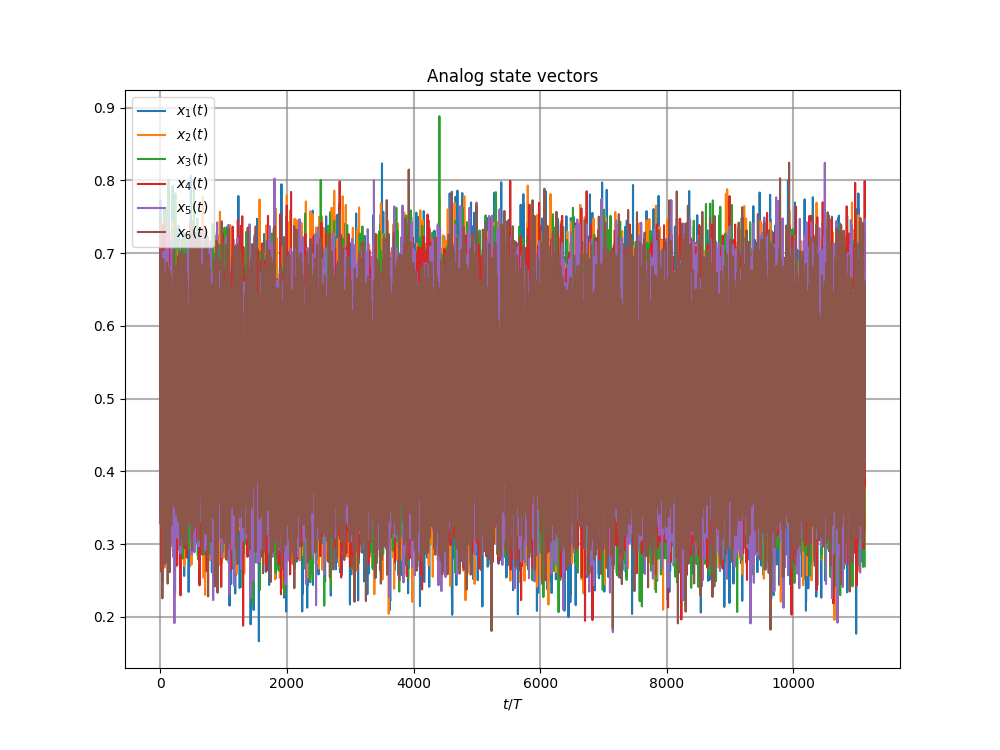 Analog state vectors
0.9
0.8
0.7
0.6
0.5
0.4
0.3
0.2
x₁(t)
x₂(t)
x₃(t)
x₄(t)
x₅(t)
x₆(t)
0 2000 4000 6000 8000 10000
t/T